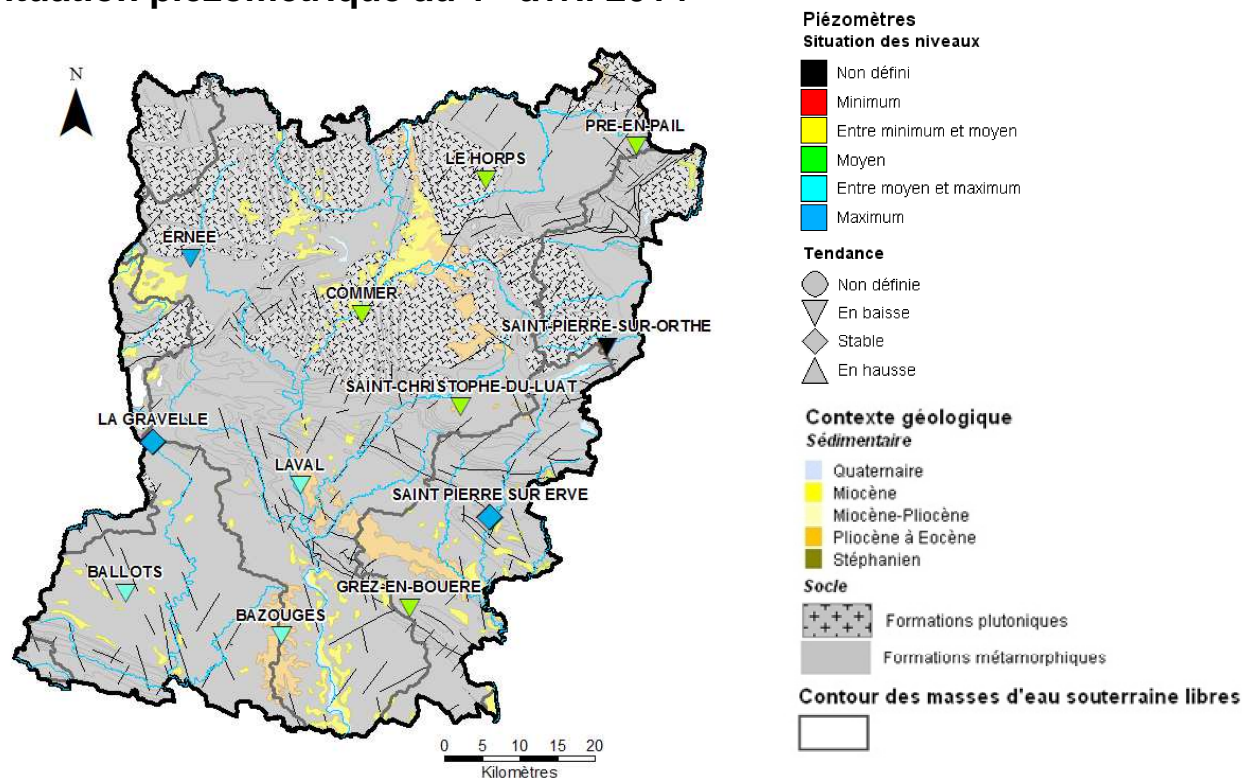 N
PRE-EN-PAIL
LE HORPS
ERNEE
COMMER
SAINT-PIERRE-SUR-ORTHE
SAINT-CHRISTOPHE-DU-LUAT
LA GRAVELLE
LAVAL
SAINT PIERRE SUR ERVE
BALLOTS
GREZ-EN-BOUERE
BAZOUGES
0 5 10 15 20
Kilomètres
Piézomètres
Situation des niveaux
Non défini
Minimum
Entre minimum et moyen
Moyen
Entre moyen et maximum
Maximum
Tendance
Non définie
En baisse
Stable
En hausse
Contexte géologique
Sédimentaire
Quaternaire
Miocène
Miocène-Pliocène
Pliocène à Eocène
Stéphanien
Socle
Formations plutoniques
Formations métamorphiques
Contour des masses d'eau souterraine libres